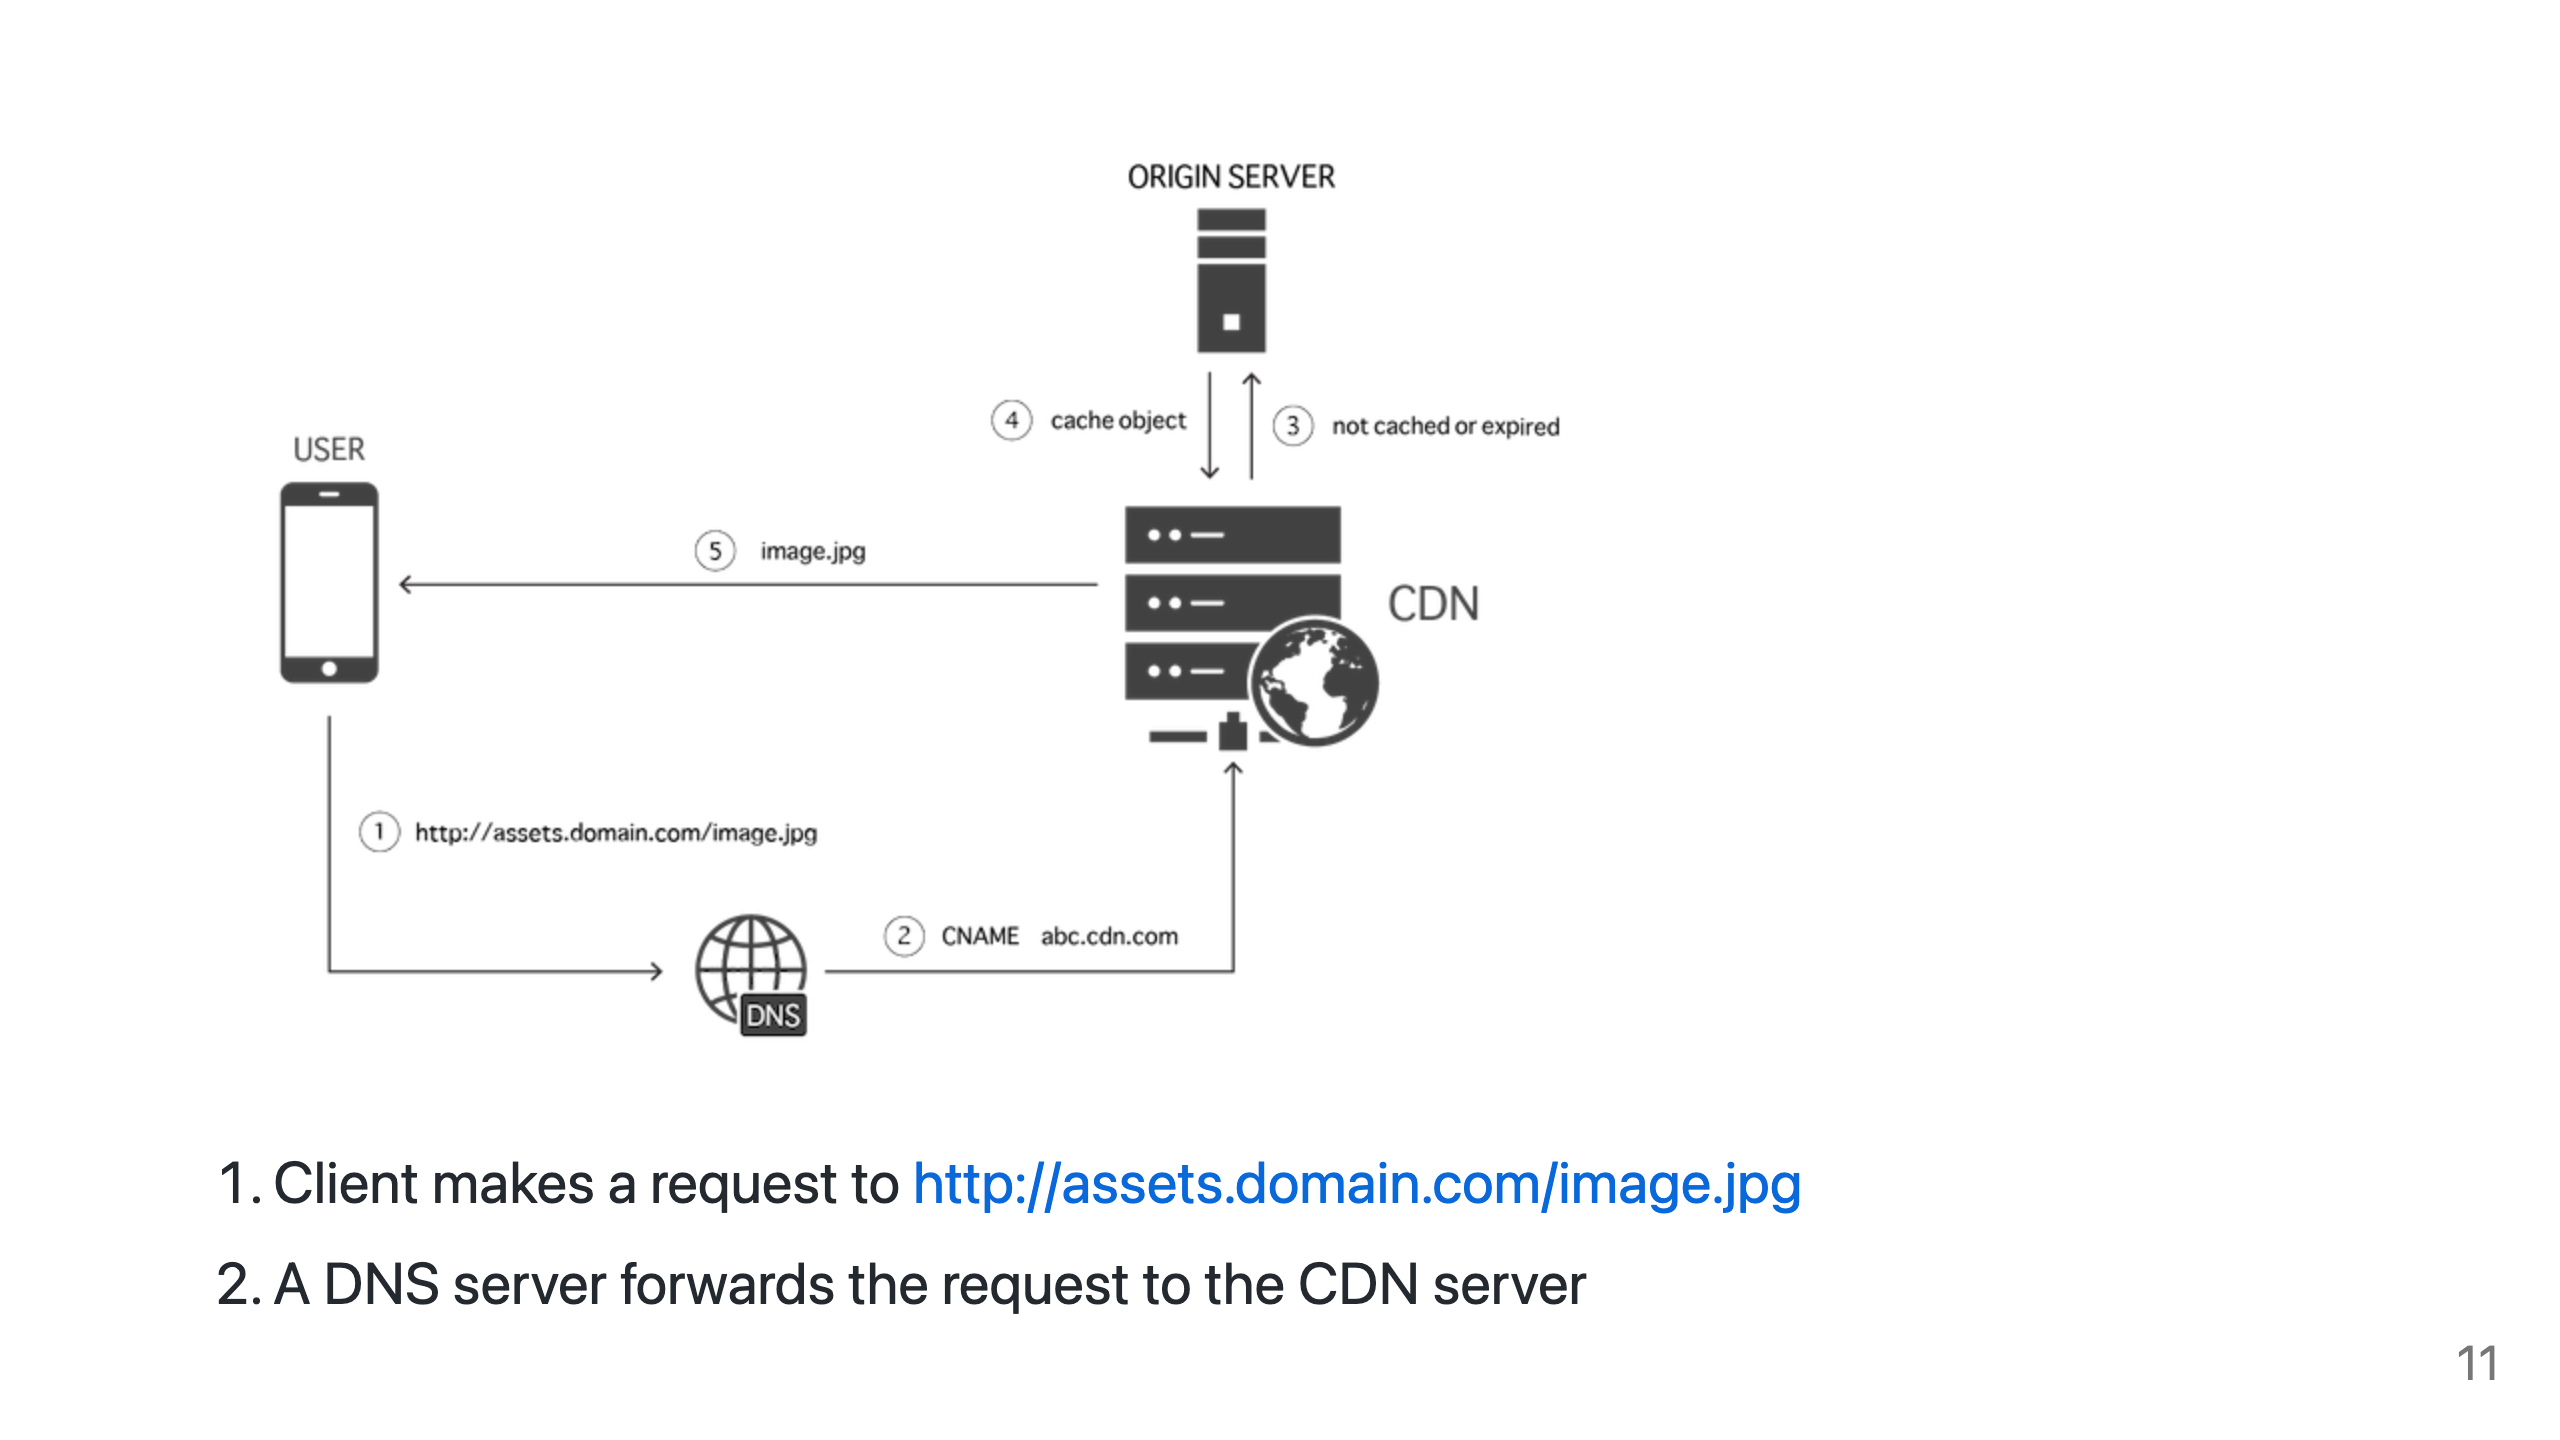 ORIGIN SERVER
4 cache object
3 not cached or expired
USER
5 image.jpg
CDN
1 http://assets.domain.com/image.jpg
2 CNAME abc.cdn.com
DNS
1. Client makes a request to http://assets.domain.com/image.jpg
2. A DNS server forwards the request to the CDN server
11